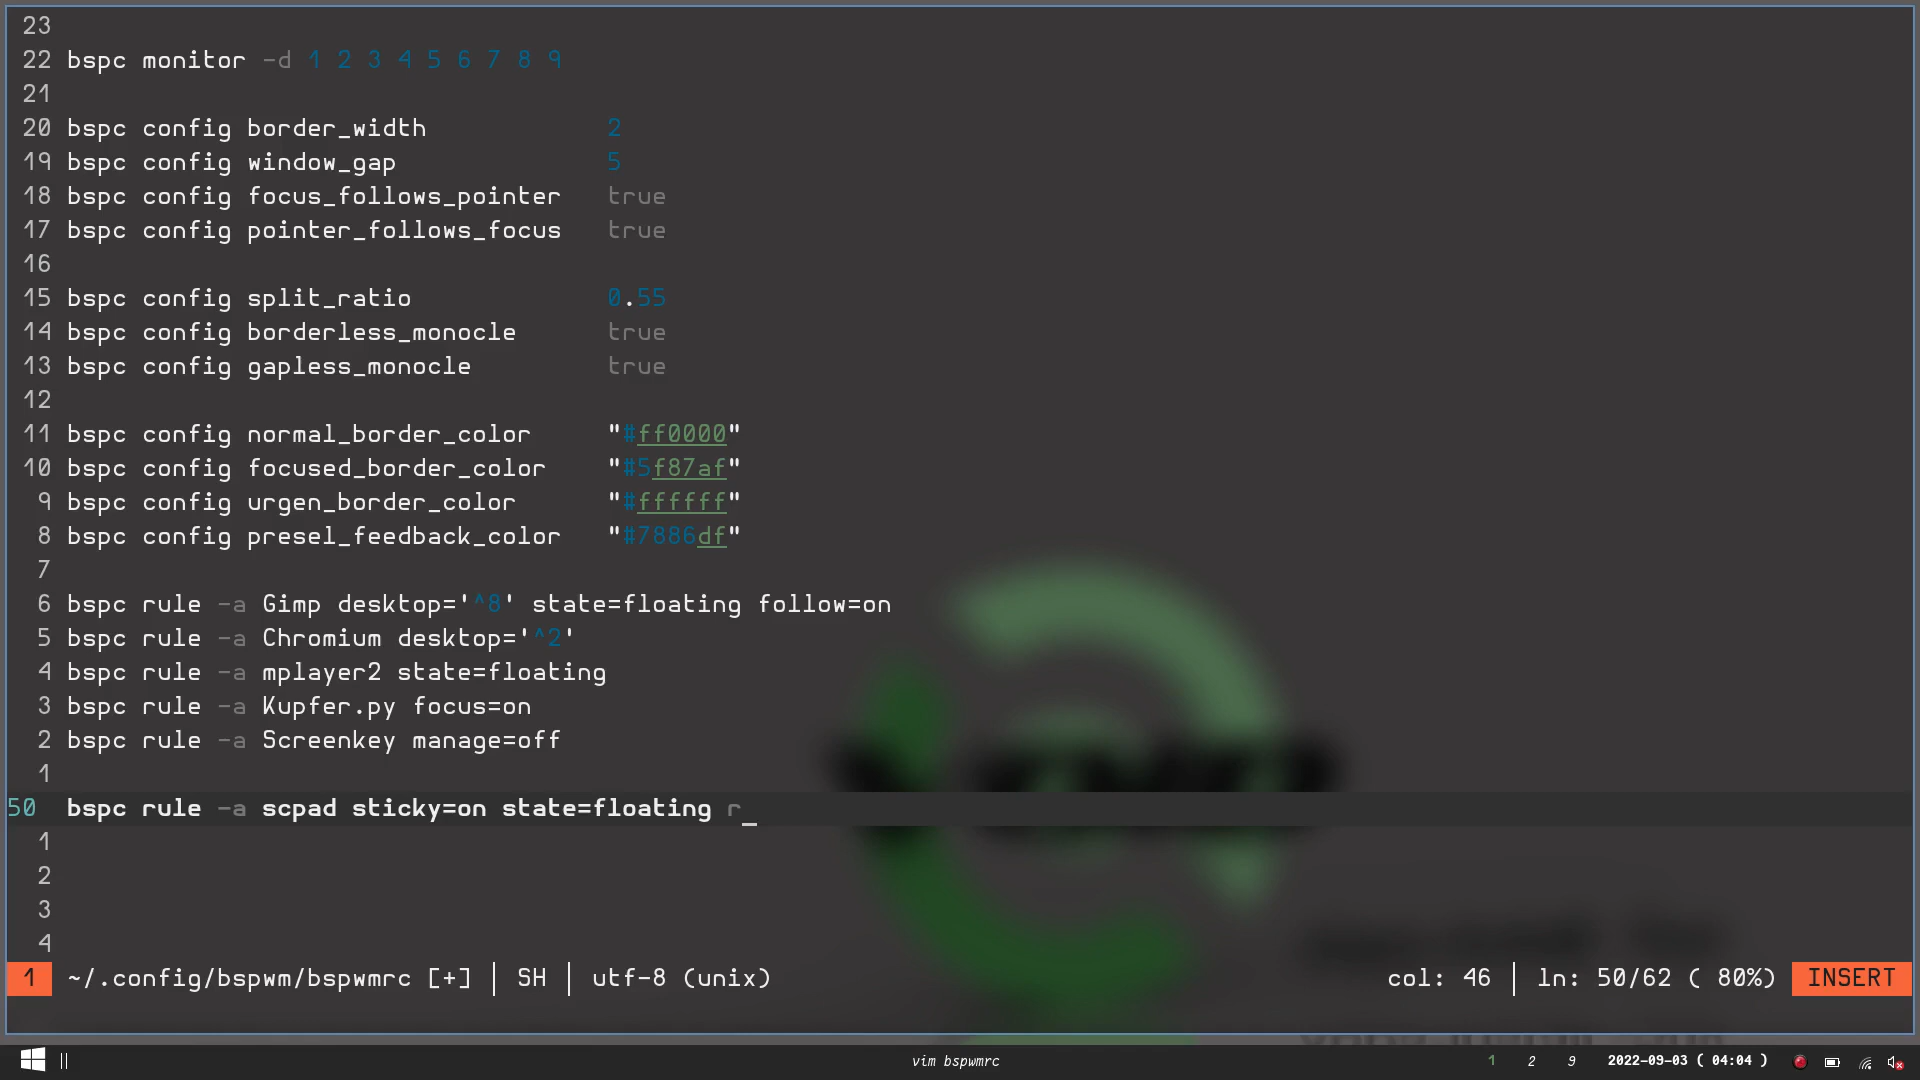 23
22 bspc monitor -d 1 2 3 4 5 6 7 8 9
21
20 bspc config border_width 2
19 bspc config window_gap 5
18 bspc config focus_follows_pointer true
17 bspc config pointer_follows_focus true
16
15 bspc config split_ratio 0.55
14 bspc config borderless_monocle true
13 bspc config gapless_monocle true
12
11 bspc config normal_border_color "#ff0000"
10 bspc config focused_border_color "#5f87af"
9 bspc config urgen_border_color "#ffffff"
8 bspc config presel_feedback_color "#7886df"
7
6 bspc rule -a Gimp desktop='^8' state=floating follow=on
5 bspc rule -a Chromium desktop='^2'
4 bspc rule -a mplayer2 state=floating
3 bspc rule -a Kupfer.py focus=on
2 bspc rule -a Screenkey manage=off
1
50 bspc rule -a scpad sticky=on state=floating r_
1
2
3
4
1 ~/.config/bspwm/bspwmrc [+] | SH | utf-8 (unix) col: 46 | ln: 50/62 ( 80%) INSERT
|| vim bspwmrc 1 2 9 2022-09-03 ( 04:04 )